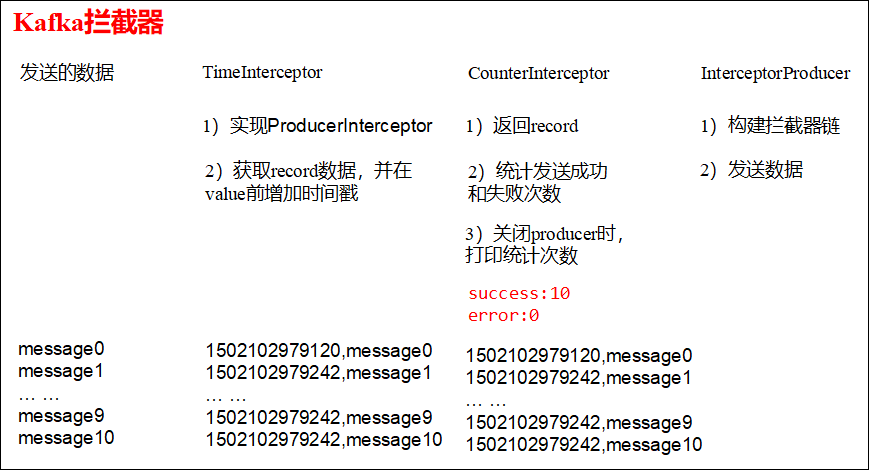 Kafka拦截器
发送的数据
TimeInterceptor
CounterInterceptor
InterceptorProducer
1）实现ProducerInterceptor
2）获取record数据，并在
value前增加时间戳
1）返回record
2）统计发送成功
和失败次数
3）关闭producer时，
打印统计次数
success:10
error:0
1）构建拦截器链
2）发送数据
message0
message1
… …
message9
message10
1502102979120,message0
1502102979242,message1
… …
1502102979242,message9
1502102979242,message10
1502102979120,message0
1502102979242,message1
… …
1502102979242,message9
1502102979242,message10